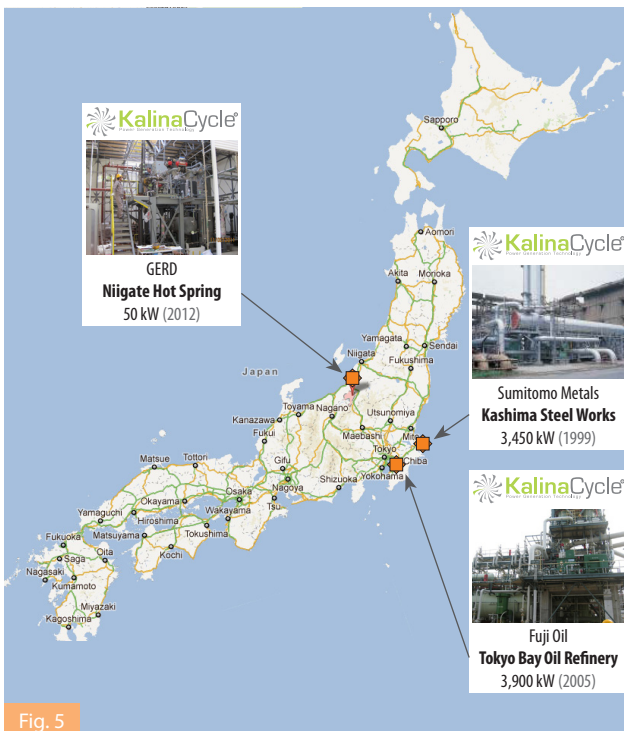 KalinaCycle®
Power Generation Technology
GERD
Niigate Hot Spring
50 kW (2012)
KalinaCycle®
Power Generation Technology
Sumitomo Metals
Kashima Steel Works
3,450 kW (1999)
KalinaCycle®
Power Generation Technology
Fuji Oil
Tokyo Bay Oil Refinery
3,900 kW (2005)
Sapporo
Aomori
Akita
Morioka
Yamagata
Sendai
Niigata
Fukushima
Japan
Toyama
Nagano
Utsunomiya
Kanazawa
Fukui
Maebashi
Mito
Tokyo
Chiba
Yokohama
Gifu
Nagoya
Shizuoka
Tottori
Matsue
Tsu
Osaka
Okayama
Wakayama
Hiroshima
Yamaguchi
Matsuyama
Tokushima
Kochi
Fukuoka
Oita
Saga
Nagasaki
Kumamoto
Miyazaki
Kagoshima
Fig. 5